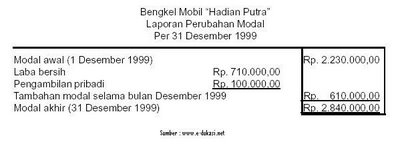 Bengkel Mobil "Hadian Putra"
Laporan Perubahan Modal
Per 31 Desember 1999
Modal awal (1 Desember 1999) Rp. 2.230.000,00
Laba bersih Rp. 710.000,00
Pengambilan pribadi Rp. 100.000,00
Tambahan modal selama bulan Desember 1999 Rp. 610.000,00
Modal akhir (31 Desember 1999) Rp. 2.840.000,00
Sumber : www.e-dukasi.net